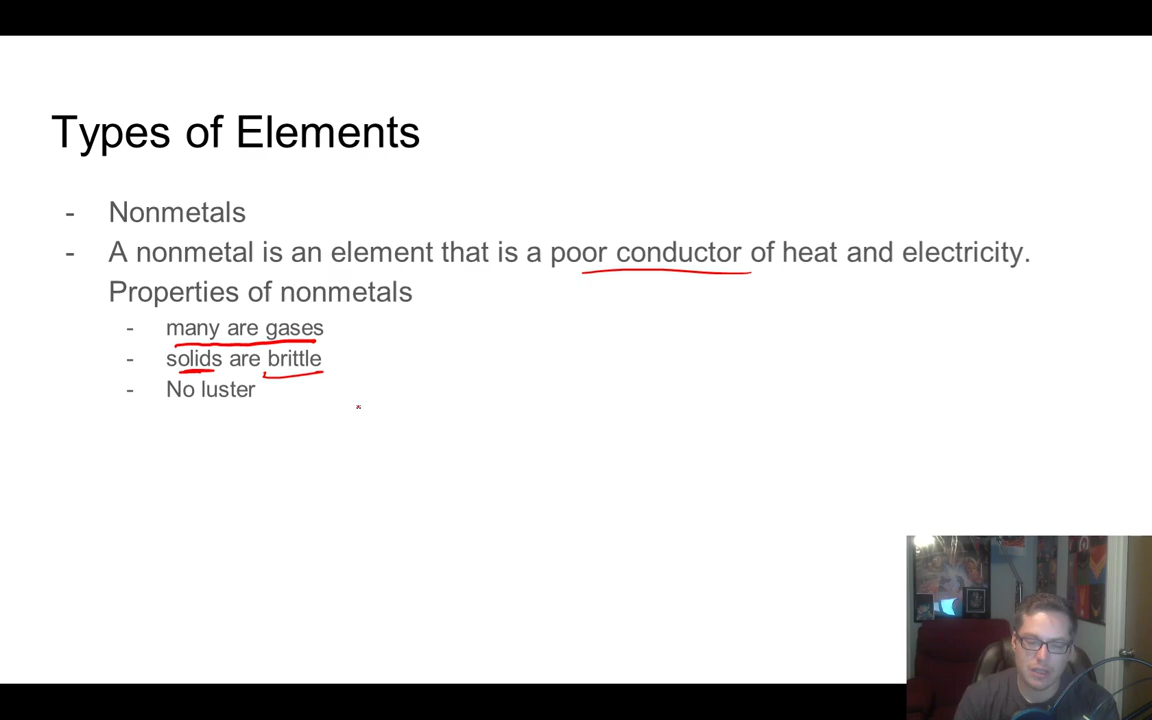 Types of Elements
- Nonmetals
- A nonmetal is an element that is a poor conductor of heat and electricity.
Properties of nonmetals
- many are gases
- solids are brittle
- No luster